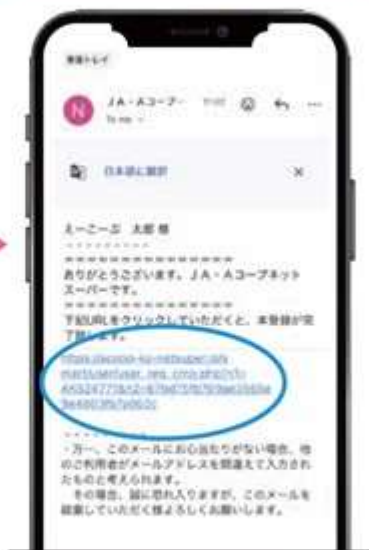 受信トレイ
N
JA・Aコープ…
To me
日本語に翻訳
えーこーぷ 太郎 様
ありがとうございます。JA・Aコープネット
スーパーです。
下記URLをクリックしていただくと、本登録が完
了致します。
・万一、このメールにお心当たりがない場合、他
のご利用者がメールアドレスを間違えて入力され
たものと考えられます。
その場合、誠に恐れ入りますが、このメールを
破棄していただく様よろしくお願いします。